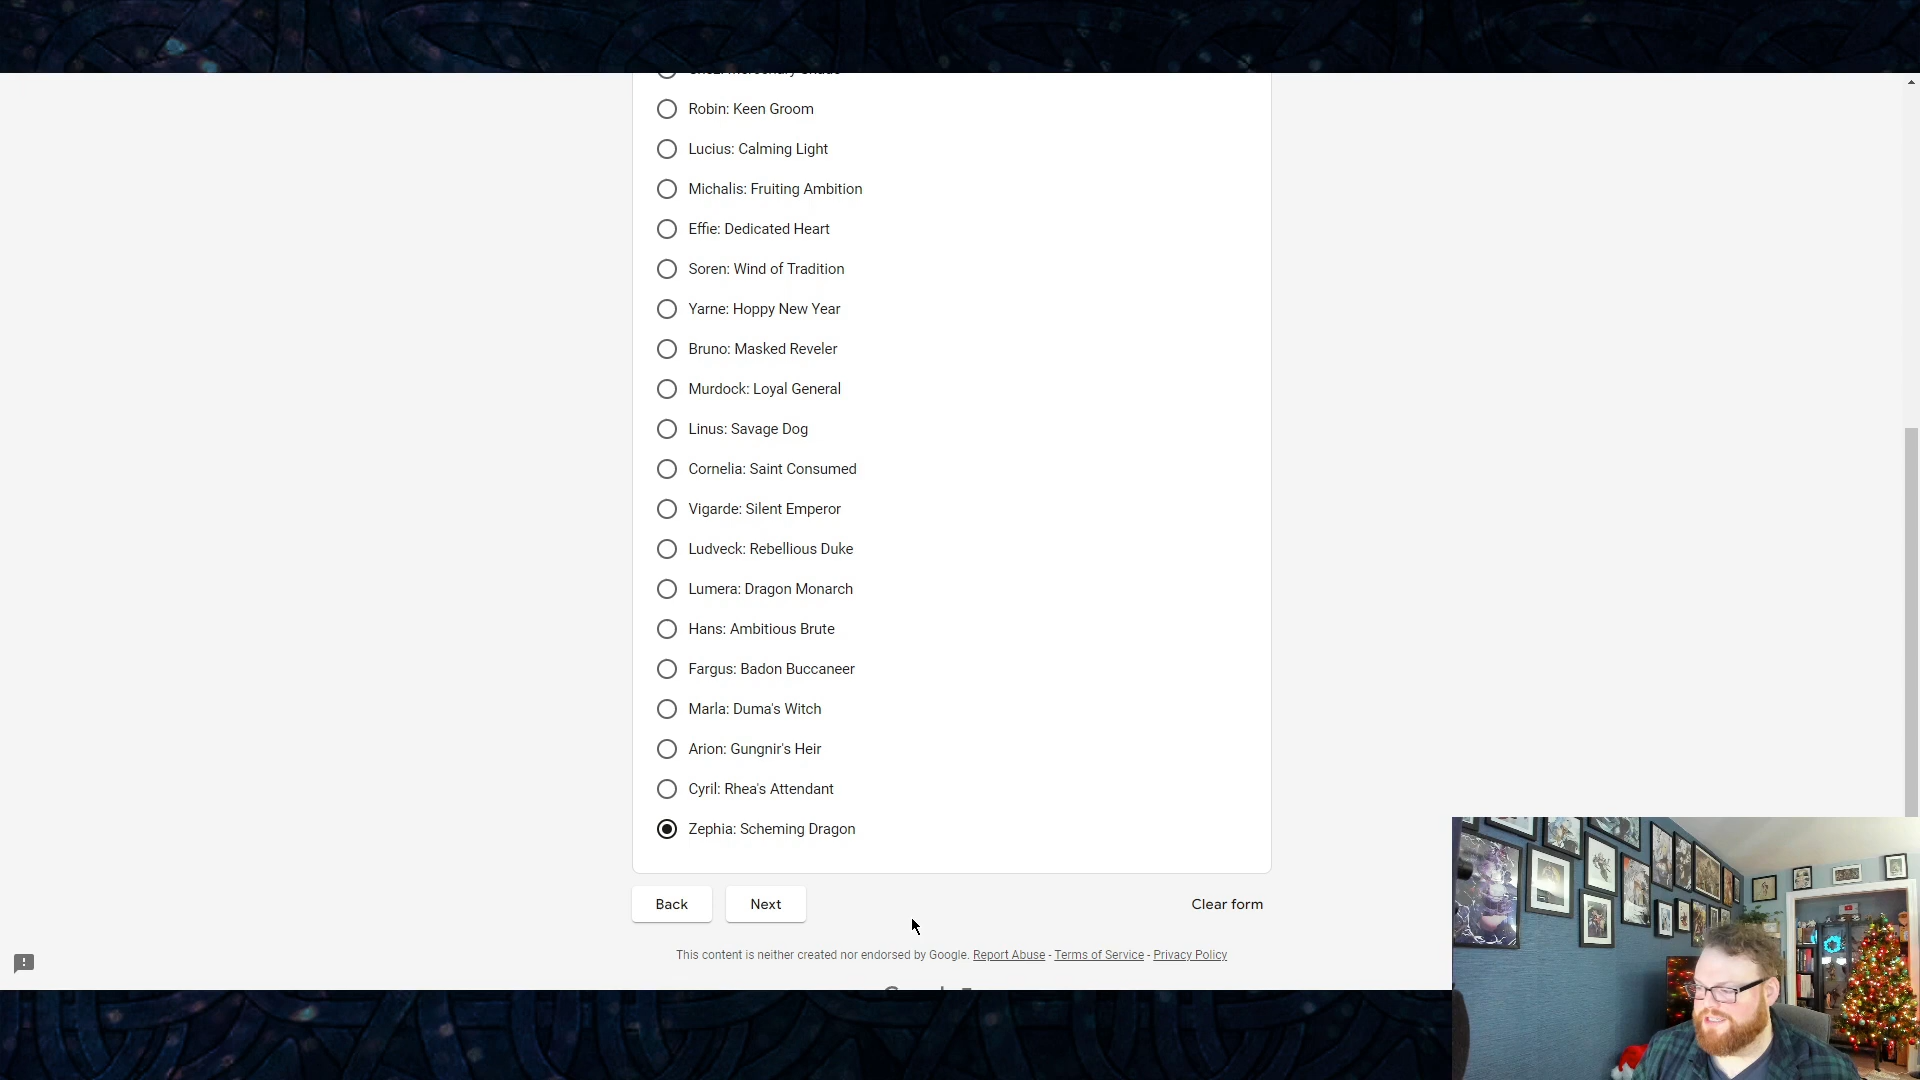 Robin: Keen Groom
Lucius: Calming Light
Michalis: Fruiting Ambition
Effie: Dedicated Heart
Soren: Wind of Tradition
Yarne: Hoppy New Year
Bruno: Masked Reveler
Murdock: Loyal General
Linus: Savage Dog
Cornelia: Saint Consumed
Vigarde: Silent Emperor
Ludveck: Rebellious Duke
Lumera: Dragon Monarch
Hans: Ambitious Brute
Fargus: Badon Buccaneer
Marla: Duma's Witch
Arion: Gungnir's Heir
Cyril: Rhea's Attendant
Zephia: Scheming Dragon
Back Next Clear form
This content is neither created nor endorsed by Google. Report Abuse - Terms of Service - Privacy Policy